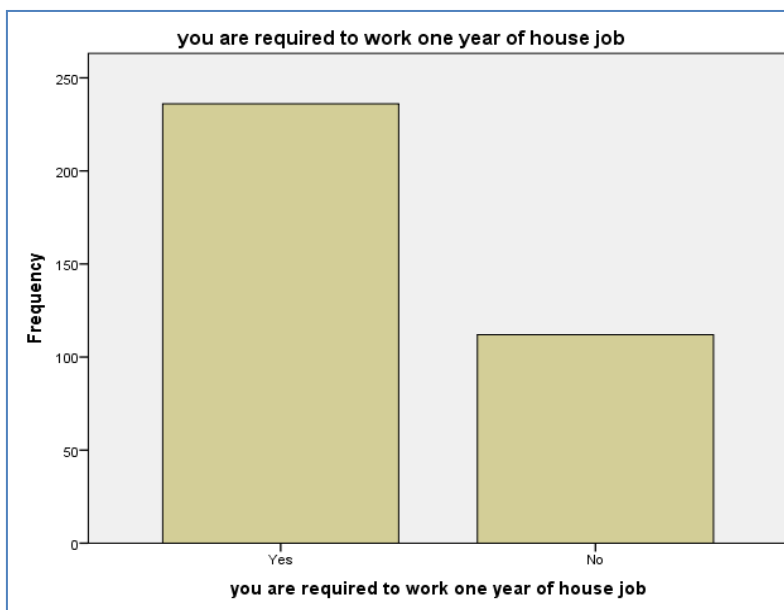 you are required to work one year of house job
250
200
150
100
50
0
Frequency
Yes No
you are required to work one year of house job